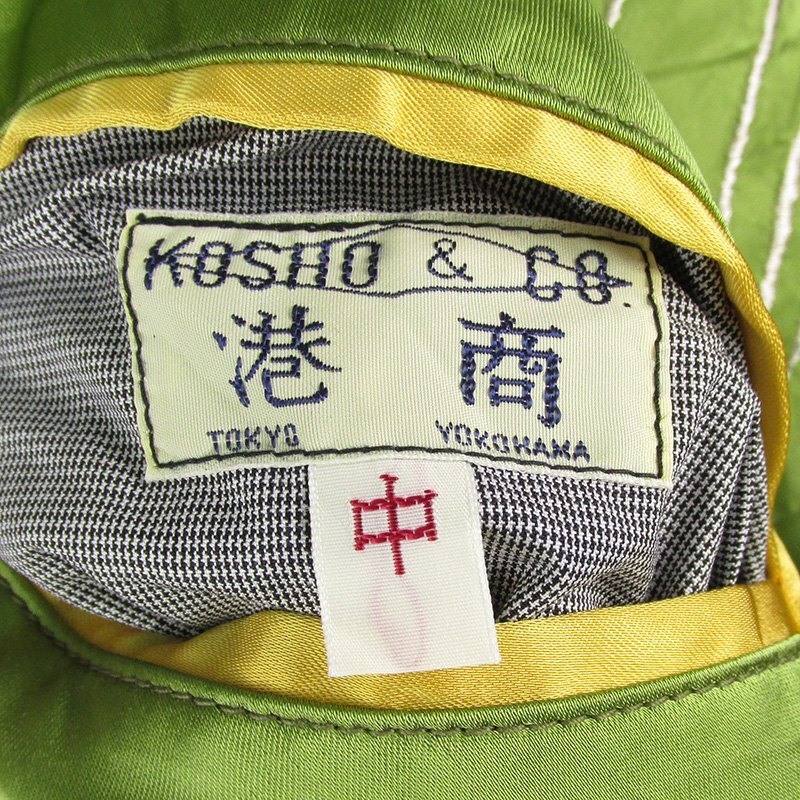 KOSHO & CO.
港 商
TOKYO YOKOHAMA
中